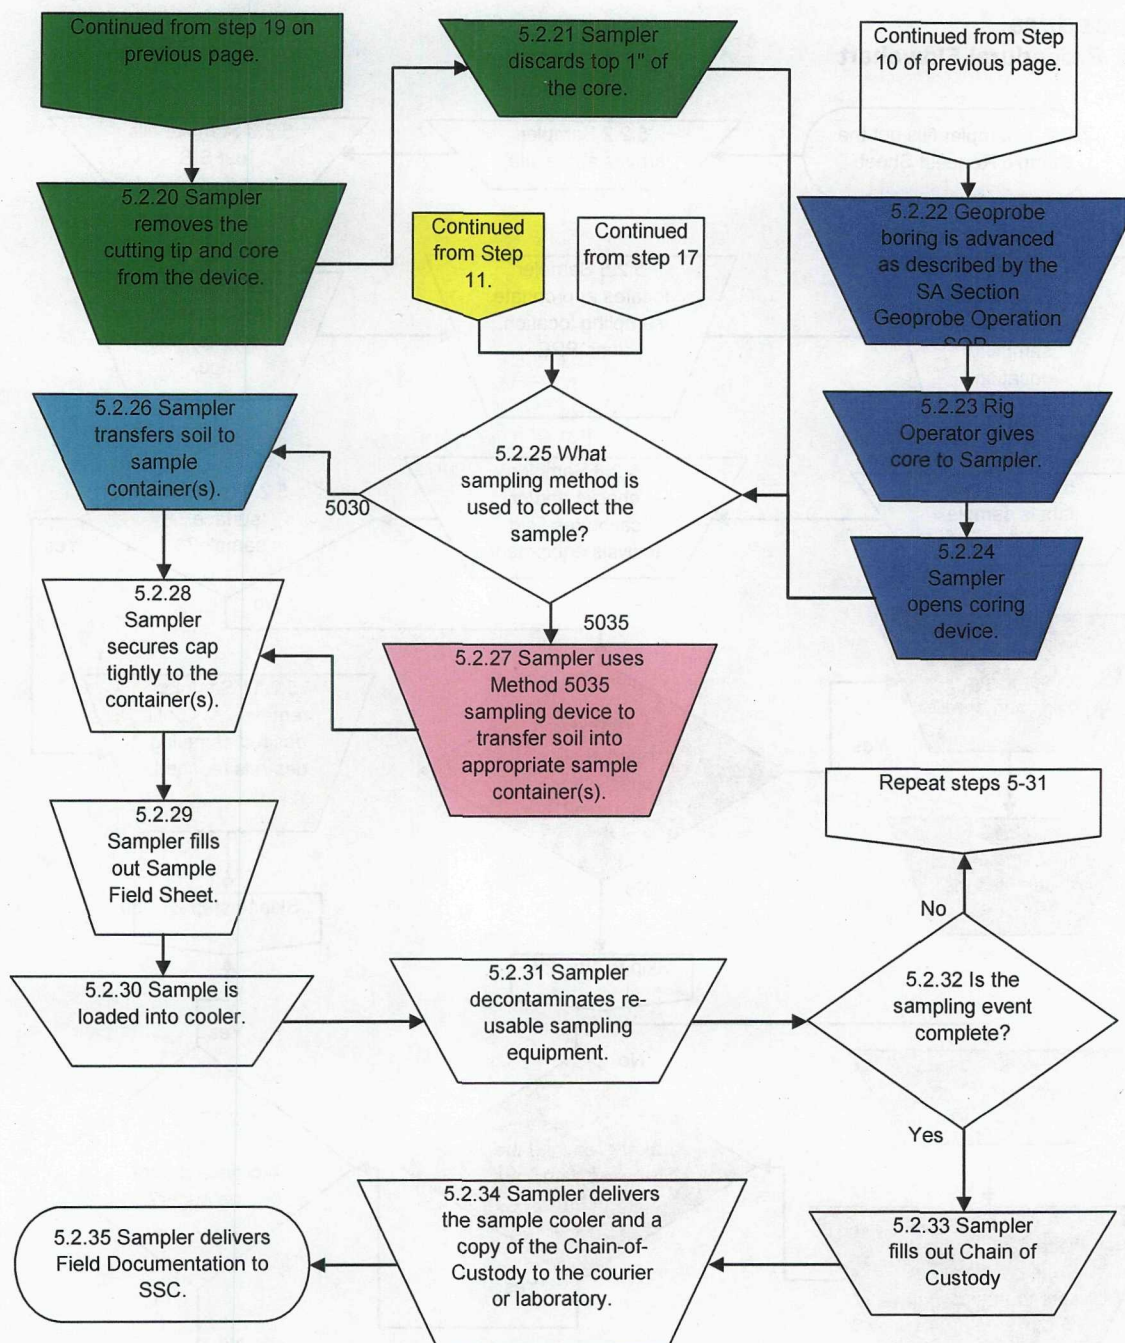 Continued from step 19 on
previous page.
5.2.21 Sampler
discards top 1" of
the core.
Continued from Step
10 of previous page.
5.2.20 Sampler
removes the
cutting tip and core
from the device.
Continued
from Step
11.
Continued
from step 17
5.2.22 Geoprobe
boring is advanced
as described by the
SA Section
Geoprobe Operation
SOP.
5.2.23 Rig
Operator gives
core to Sampler.
5.2.24
Sampler
opens coring
device.
5.2.25 What
sampling method is
used to collect the
sample?
5030
5035
5.2.26 Sampler
transfers soil to
sample
container(s).
5.2.27 Sampler uses
Method 5035
sampling device to
transfer soil into
appropriate sample
container(s).
5.2.28
Sampler
secures cap
tightly to the
container(s).
5.2.29
Sampler fills
out Sample
Field Sheet.
5.2.30 Sample is
loaded into cooler.
5.2.31 Sampler
decontaminates re-
usable sampling
equipment.
Repeat steps 5-31
No
5.2.32 Is the
sampling event
complete?
Yes
5.2.33 Sampler
fills out Chain of
Custody
5.2.34 Sampler delivers
the sample cooler and a
copy of the Chain-of-
Custody to the courier
or laboratory.
5.2.35 Sampler delivers
Field Documentation to
SSC.